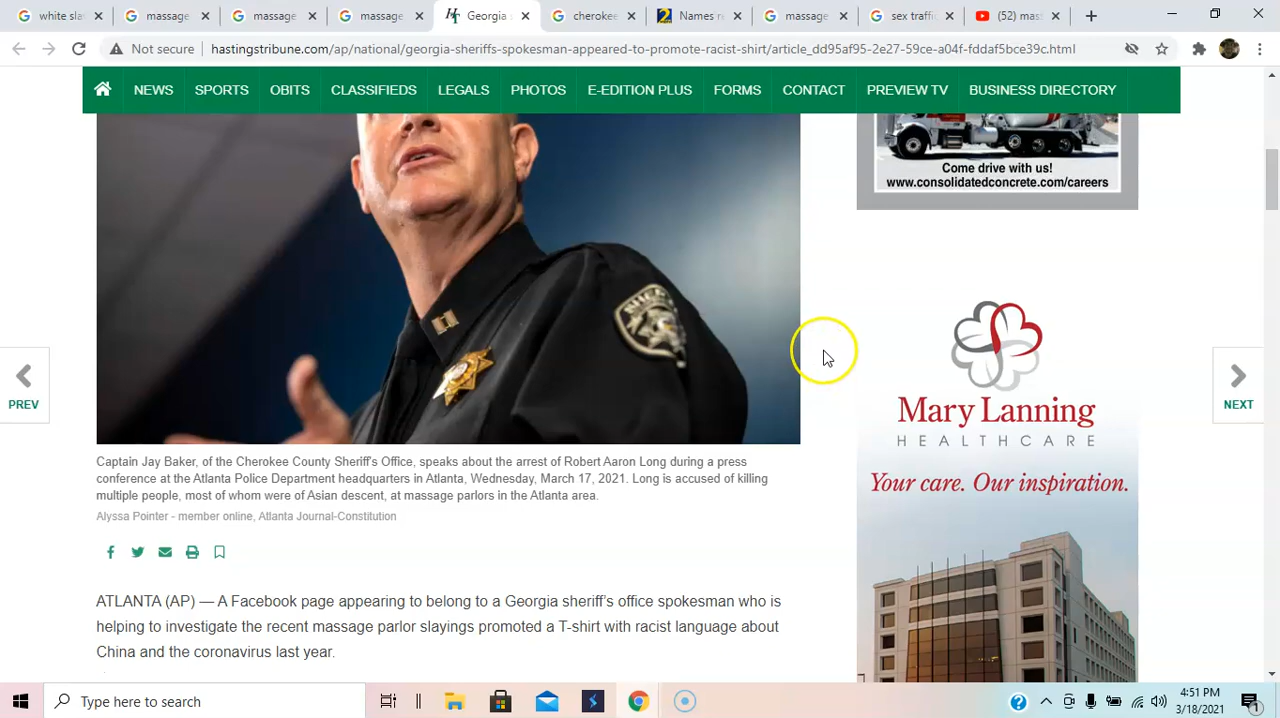 white sla
massage
massage
massage
Georgia
cherokee
Names re
massage
sex traffi
(52) mas
Not secure
hastingstribune.com/ap/national/georgia-sheriffs-spokesman-appeared-to-promote-racist-shirt/article_dd95af95-2e27-59ce-a04f-fddaf5bce39c.html
NEWS SPORTS OBITS CLASSIFIEDS LEGALS PHOTOS E-EDITION PLUS FORMS CONTACT PREVIEW TV BUSINESS DIRECTORY
Come drive with us!
www.consolidatedconcrete.com/careers
PREV
NEXT
Mary Lanning
HEALTHCARE
Your care. Our inspiration.
Captain Jay Baker, of the Cherokee County Sheriff's Office, speaks about the arrest of Robert Aaron Long during a press
conference at the Atlanta Police Department headquarters in Atlanta, Wednesday, March 17, 2021. Long is accused of killing
multiple people, most of whom were of Asian descent, at massage parlors in the Atlanta area.
Alyssa Pointer - member online, Atlanta Journal-Constitution
ATLANTA (AP) — A Facebook page appearing to belong to a Georgia sheriff's office spokesman who is
helping to investigate the recent massage parlor slayings promoted a T-shirt with racist language about
China and the coronavirus last year.
Type here to search
4:51 PM
3/18/2021